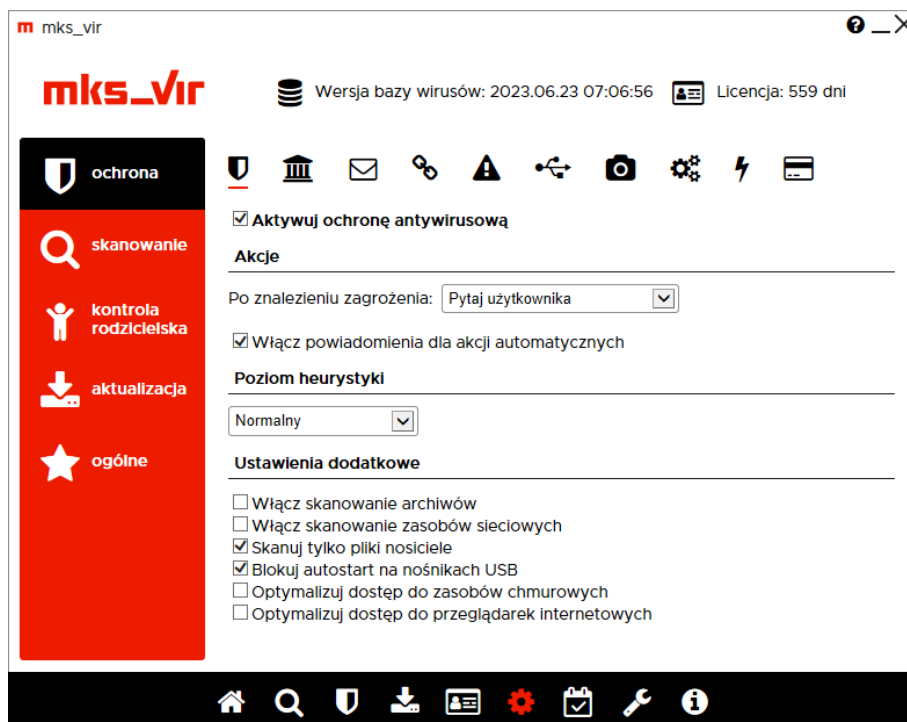 mks_vir
mks_vir
Wersja bazy wirusów: 2023.06.23 07:06:56
Licencja: 559 dni
ochrona
skanowanie
kontrola
rodzicielska
aktualizacja
ogólne
Aktywuj ochronę antywirusową
Akcje
Po znalezieniu zagrożenia: Pytaj użytkownika
Włącz powiadomienia dla akcji automatycznych
Poziom heurystyki
Normalny
Ustawienia dodatkowe
Włącz skanowanie archiwów
Włącz skanowanie zasobów sieciowych
Skanuj tylko pliki nosiciele
Blokuj autostart na nośnikach USB
Optymalizuj dostęp do zasobów chmurowych
Optymalizuj dostęp do przeglądarek internetowych